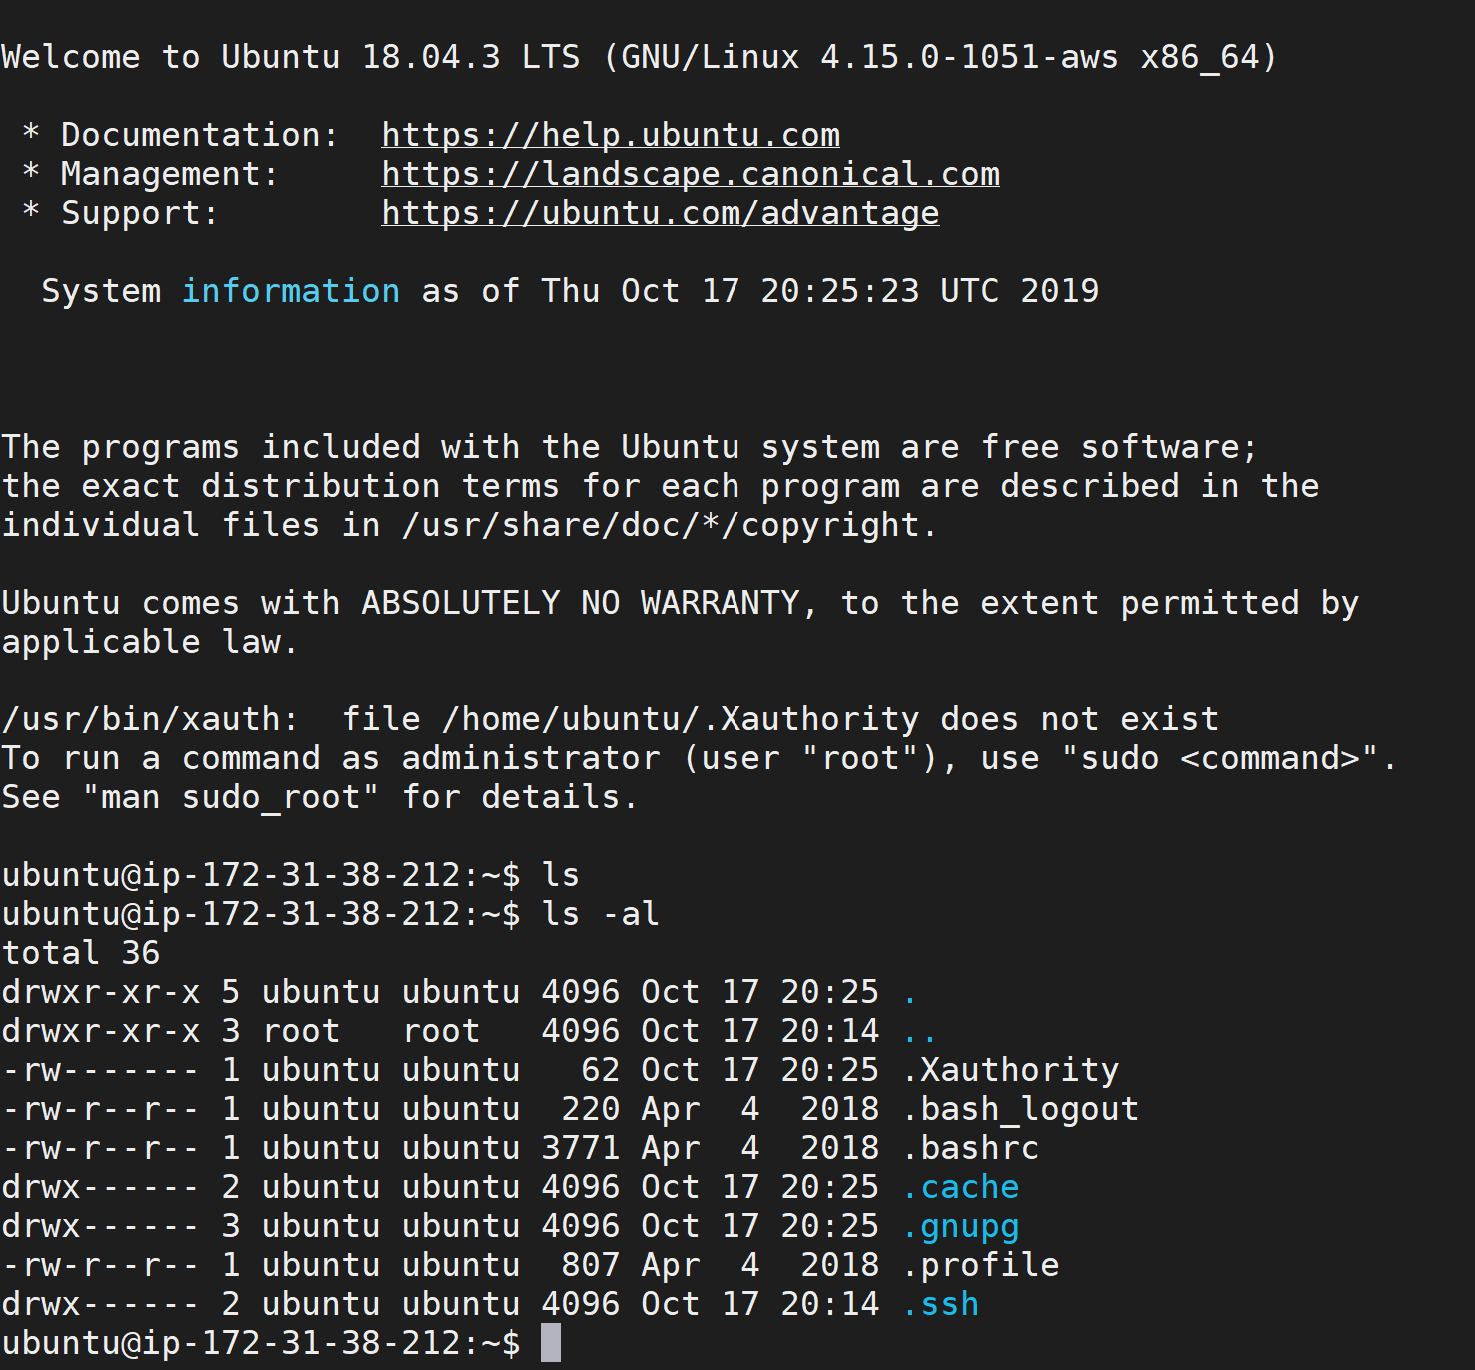 Welcome to Ubuntu 18.04.3 LTS (GNU/Linux 4.15.0-1051-aws x86_64)
 * Documentation:  https://help.ubuntu.com
 * Management:     https://landscape.canonical.com
 * Support:        https://ubuntu.com/advantage
  System information as of Thu Oct 17 20:25:23 UTC 2019
The programs included with the Ubuntu system are free software;
the exact distribution terms for each program are described in the
individual files in /usr/share/doc/*/copyright.
Ubuntu comes with ABSOLUTELY NO WARRANTY, to the extent permitted by
applicable law.
/usr/bin/xauth:  file /home/ubuntu/.Xauthority does not exist
To run a command as administrator (user "root"), use "sudo <command>".
See "man sudo_root" for details.
ubuntu@ip-172-31-38-212:~$ ls
ubuntu@ip-172-31-38-212:~$ ls -al
total 36
drwxr-xr-x 5 ubuntu ubuntu 4096 Oct 17 20:25 .
drwxr-xr-x 3 root   root   4096 Oct 17 20:14 ..
-rw------- 1 ubuntu ubuntu   62 Oct 17 20:25 .Xauthority
-rw-r--r-- 1 ubuntu ubuntu  220 Apr  4  2018 .bash_logout
-rw-r--r-- 1 ubuntu ubuntu 3771 Apr  4  2018 .bashrc
drwx------ 2 ubuntu ubuntu 4096 Oct 17 20:25 .cache
drwx------ 3 ubuntu ubuntu 4096 Oct 17 20:25 .gnupg
-rw-r--r-- 1 ubuntu ubuntu  807 Apr  4  2018 .profile
drwx------ 2 ubuntu ubuntu 4096 Oct 17 20:14 .ssh
ubuntu@ip-172-31-38-212:~$